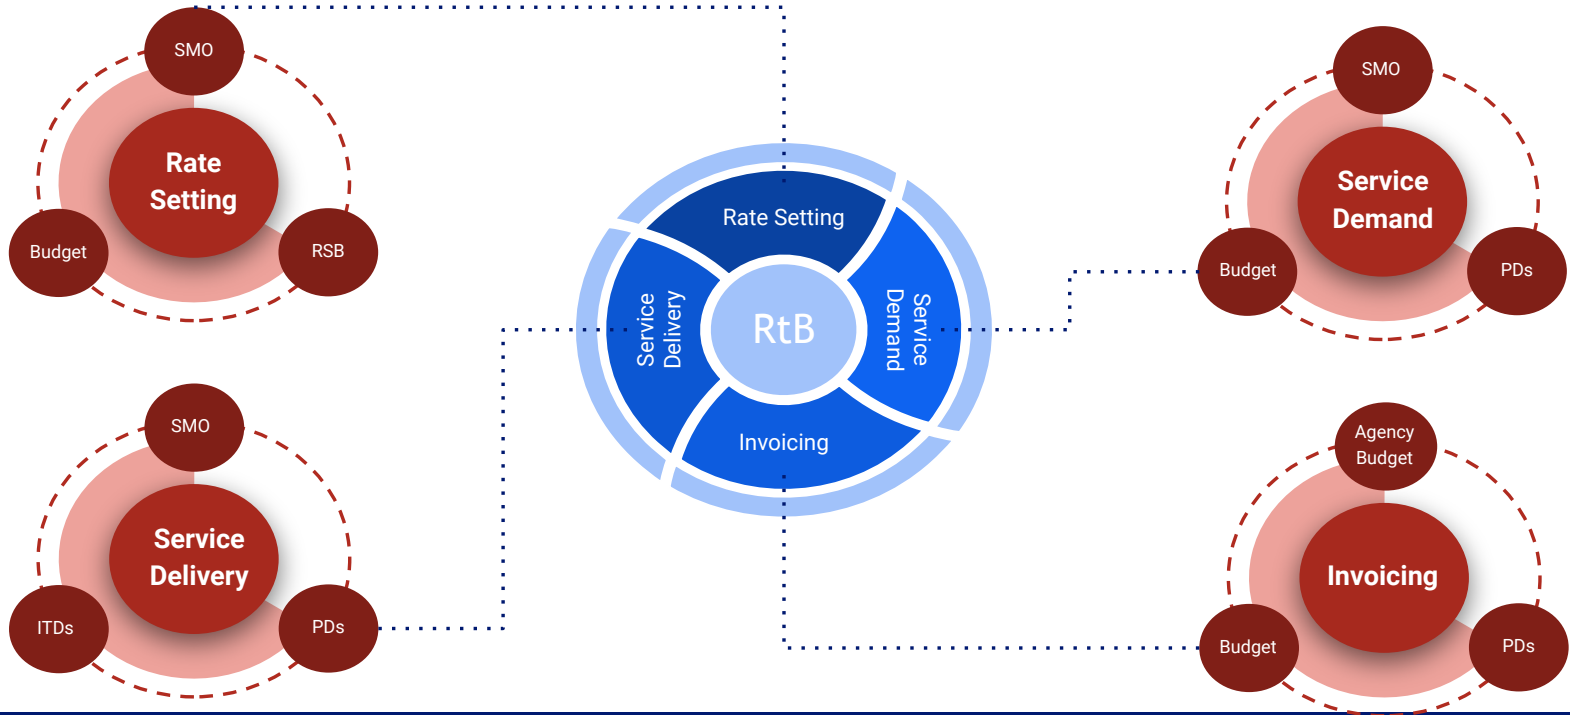 SMO
Rate
Setting
Budget
RSB
SMO
Service
Delivery
ITDs
PDs
Rate Setting
Service
Delivery
RtB
Service
Demand
Invoicing
SMO
Service
Demand
Budget
PDs
Agency
Budget
Invoicing
Budget
PDs